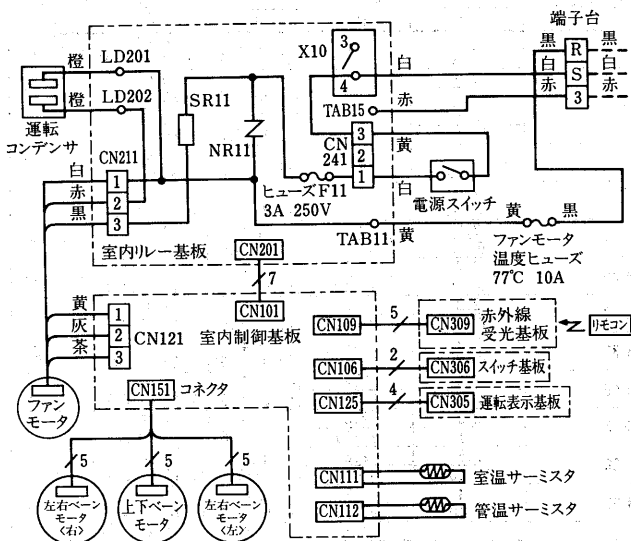 端子台
黒
R
白
S
赤
3
X10
3
4
白
橙
LD201
橙
LD202
運転
コンデンサ
SR11
NR11
TAB15
赤
CN
241
3
2
1
黄
白
電源スイッチ
CN211
白
赤
黒
1
2
3
ヒューズF11
3A 250V
室内リレー基板
TAB11
黄
黄
黒
ファンモータ
温度ヒューズ
77℃ 10A
CN201
7
CN101
室内制御基板
黄
灰
茶
1
2
3
CN121
ファン
モータ
CN151
コネクタ
5
5
5
左右ベーン
モータ
〈右〉
上下ベーン
モータ
左右ベーン
モータ
〈左〉
CN109
5
CN309
赤外線
受光基板
リモコン
CN106
2
CN306
スイッチ基板
CN125
4
CN305
運転表示基板
CN111
室温サーミスタ
CN112
管温サーミスタ